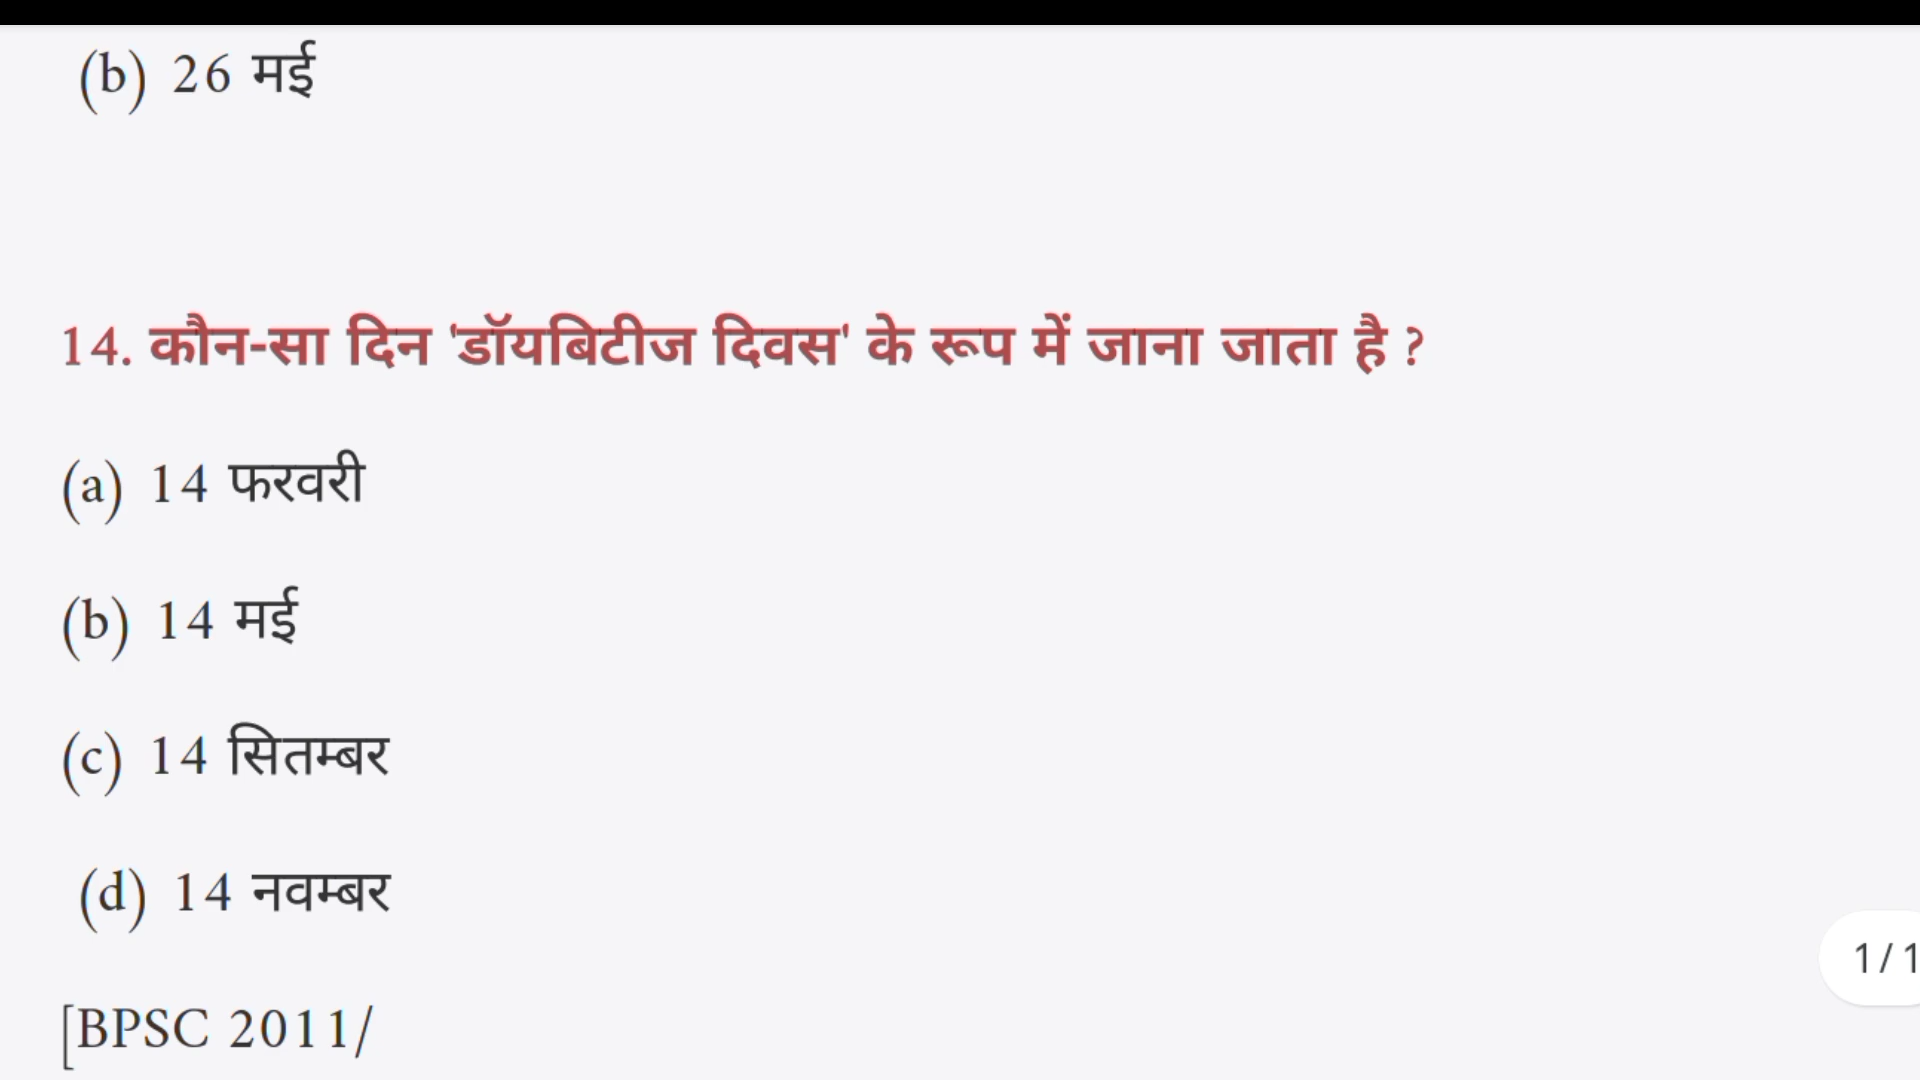 (b) 26 मई
14. कौन-सा दिन 'डॉयबिटीज दिवस' के रूप में जाना जाता है ?
(a) 14 फरवरी
(b) 14 मई
(c) 14 सितम्बर
(d) 14 नवम्बर
1 / 1
[BPSC 2011/